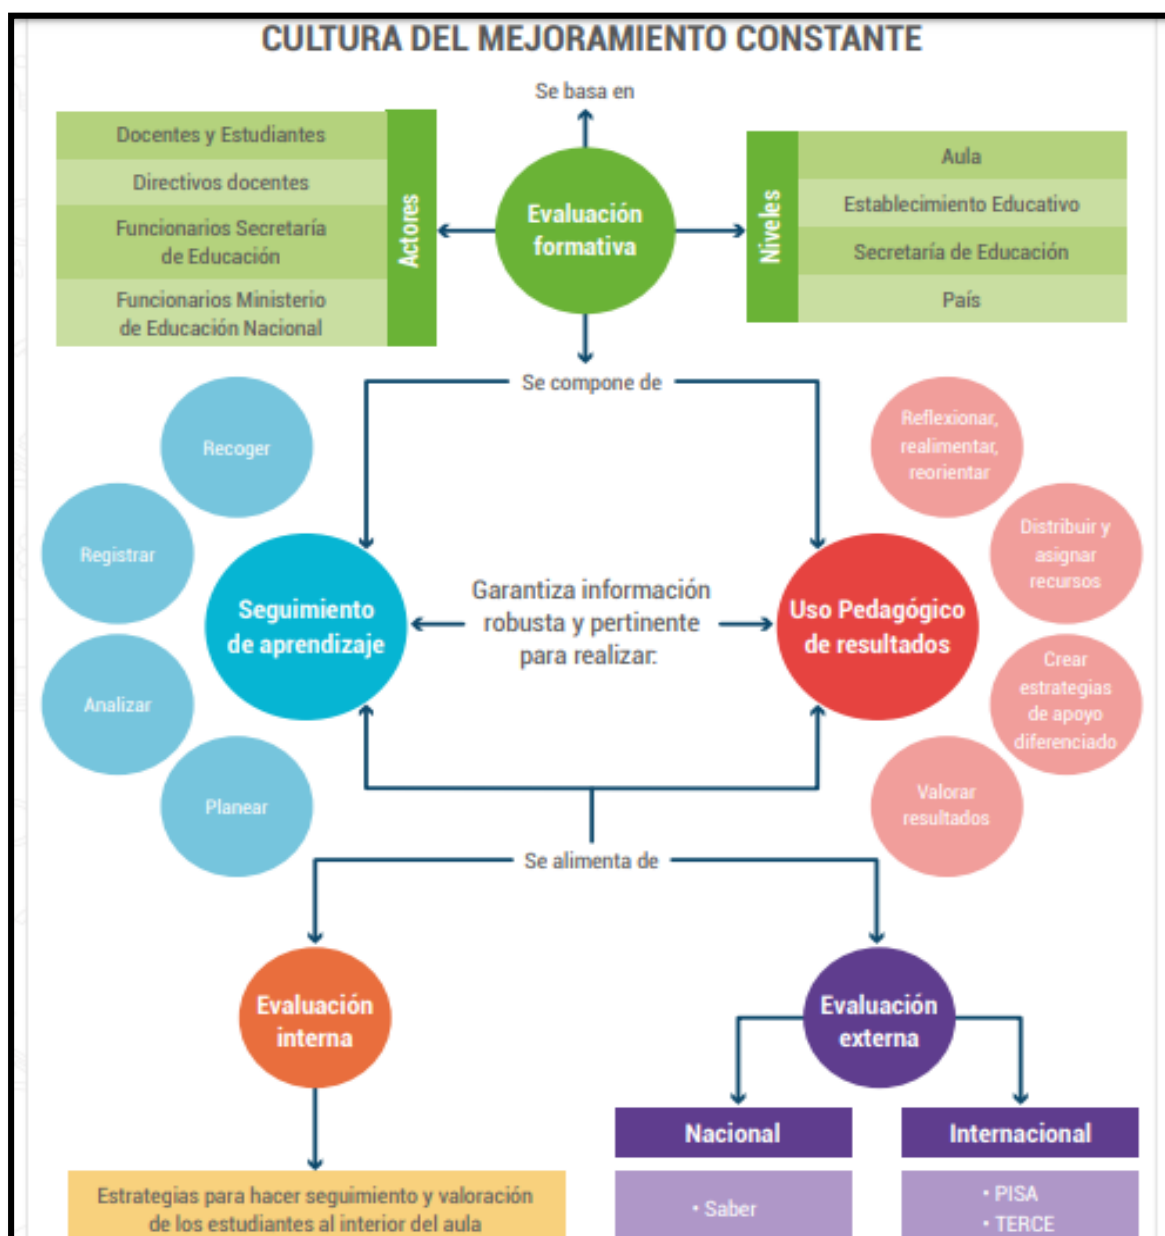 CULTURA DEL MEJORAMIENTO CONSTANTE
Se basa en
Docentes y Estudiantes
Directivos docentes
Funcionarios Secretaría
de Educación
Funcionarios Ministerio
de Educación Nacional
Actores
Evaluación
formativa
Niveles
Aula
Establecimiento Educativo
Secretaría de Educación
País
Se compone de
Recoger
Registrar
Analizar
Planear
Seguimiento
de aprendizaje
Garantiza información
robusta y pertinente
para realizar:
Uso Pedagógico
de resultados
Reflexionar,
realimentar,
reorientar
Distribuir y
asignar
recursos
Crear
estrategias
de apoyo
diferenciado
Valorar
resultados
Se alimenta de
Evaluación
interna
Evaluación
externa
Estrategias para hacer seguimiento y valoración
de los estudiantes al interior del aula
Nacional
• Saber
Internacional
• PISA
• TERCE